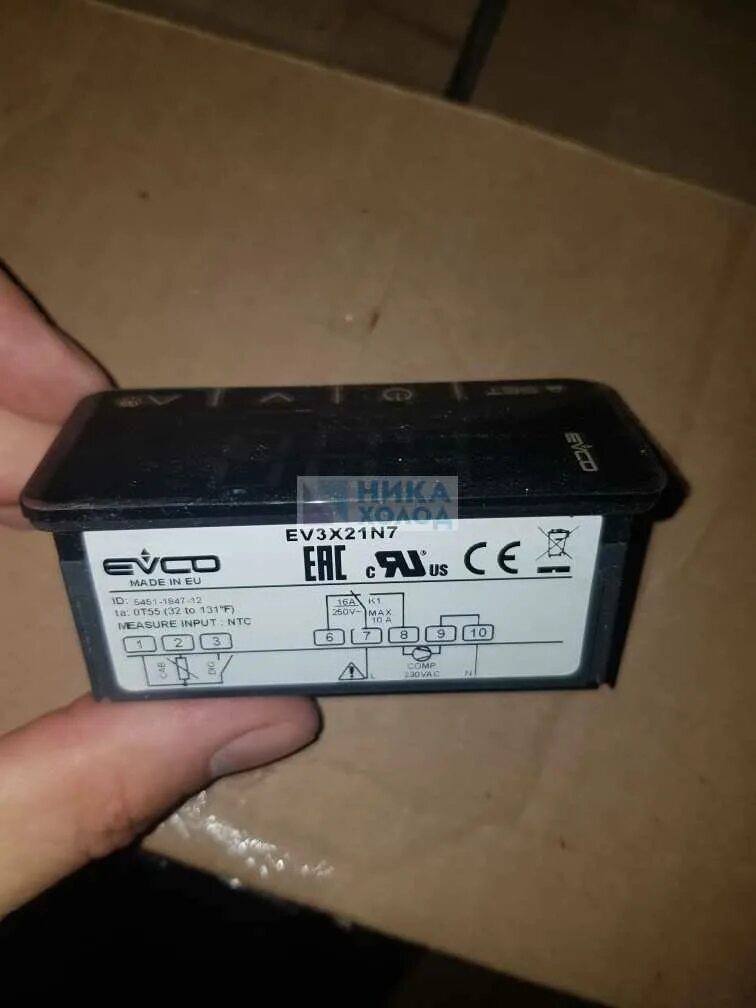 SET
EVCO
НИКА
ХОЛОД
EV3X21N7
EVCO
MADE IN EU
EAC
c RU US
CE
ID: 5451-1847-12
ta: 0T55 (32 to 131°F)
MEASURE INPUT : NTC
16A K1
250V~ MAX
10 A
1 2 3 6 7 8 9 10
CAB
DIG
L
COMP
230VAC
N